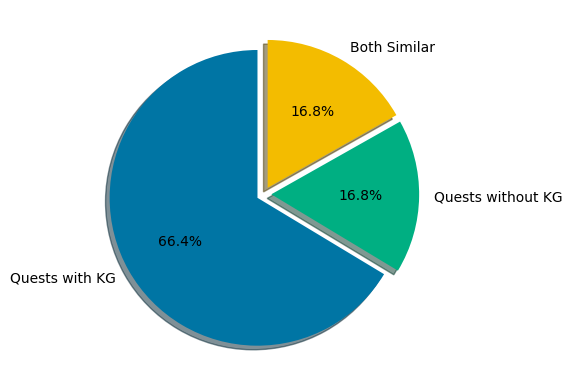 Both Similar
16.8%
16.8%
Quests without KG
66.4%
Quests with KG